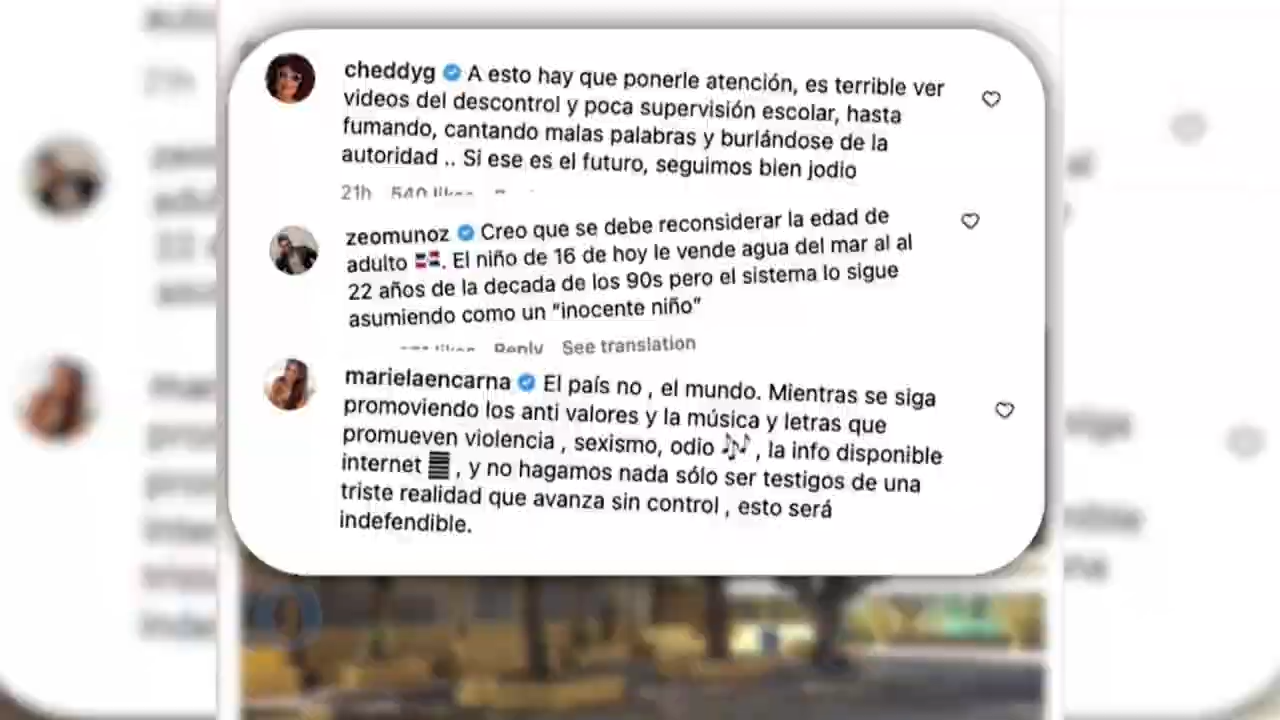 cheddyg A esto hay que ponerle atención, es terrible ver
videos del descontrol y poca supervisión escolar, hasta
fumando, cantando malas palabras y burlándose de la
autoridad .. Si ese es el futuro, seguimos bien jodio
21h 540 likes
zeomunoz Creo que se debe reconsiderar la edad de
adulto 🇩🇴. El niño de 16 de hoy le vende agua del mar al al
22 años de la decada de los 90s pero el sistema lo sigue
asumiendo como un “inocente niño”
likes Reply See translation
marielaencarna El país no , el mundo. Mientras se siga
promoviendo los anti valores y la música y letras que
promueven violencia , sexismo, odio 🎶 , la info disponible
internet , y no hagamos nada sólo ser testigos de una
triste realidad que avanza sin control , esto será
indefendible.